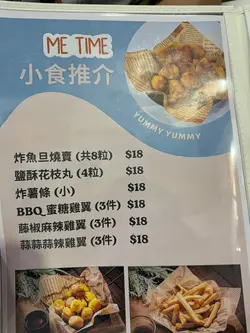 ME TIME
小食推介
YUMMY YUMMY
炸魚旦燒賣 (共8粒) $18
鹽酥花枝丸 (4粒) $18
炸薯條 (小) $18
BBQ 蜜糖雞翼 (3件) $18
藤椒麻辣雞翼 (3件) $18
蒜蒜蒜辣雞翼 (3件) $18